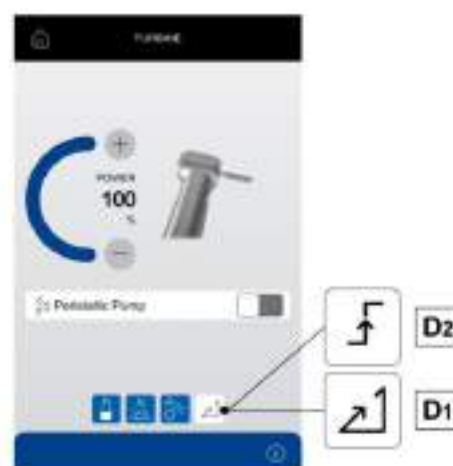 TURBINE
POWER
100
%
Peristaltic Pump
D2
D1